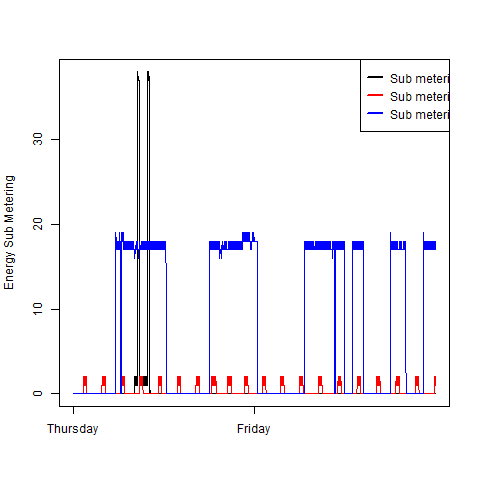 Sub meteri
Sub meteri
Sub meteri
Energy Sub Metering
30
20
10
0
Thursday
Friday